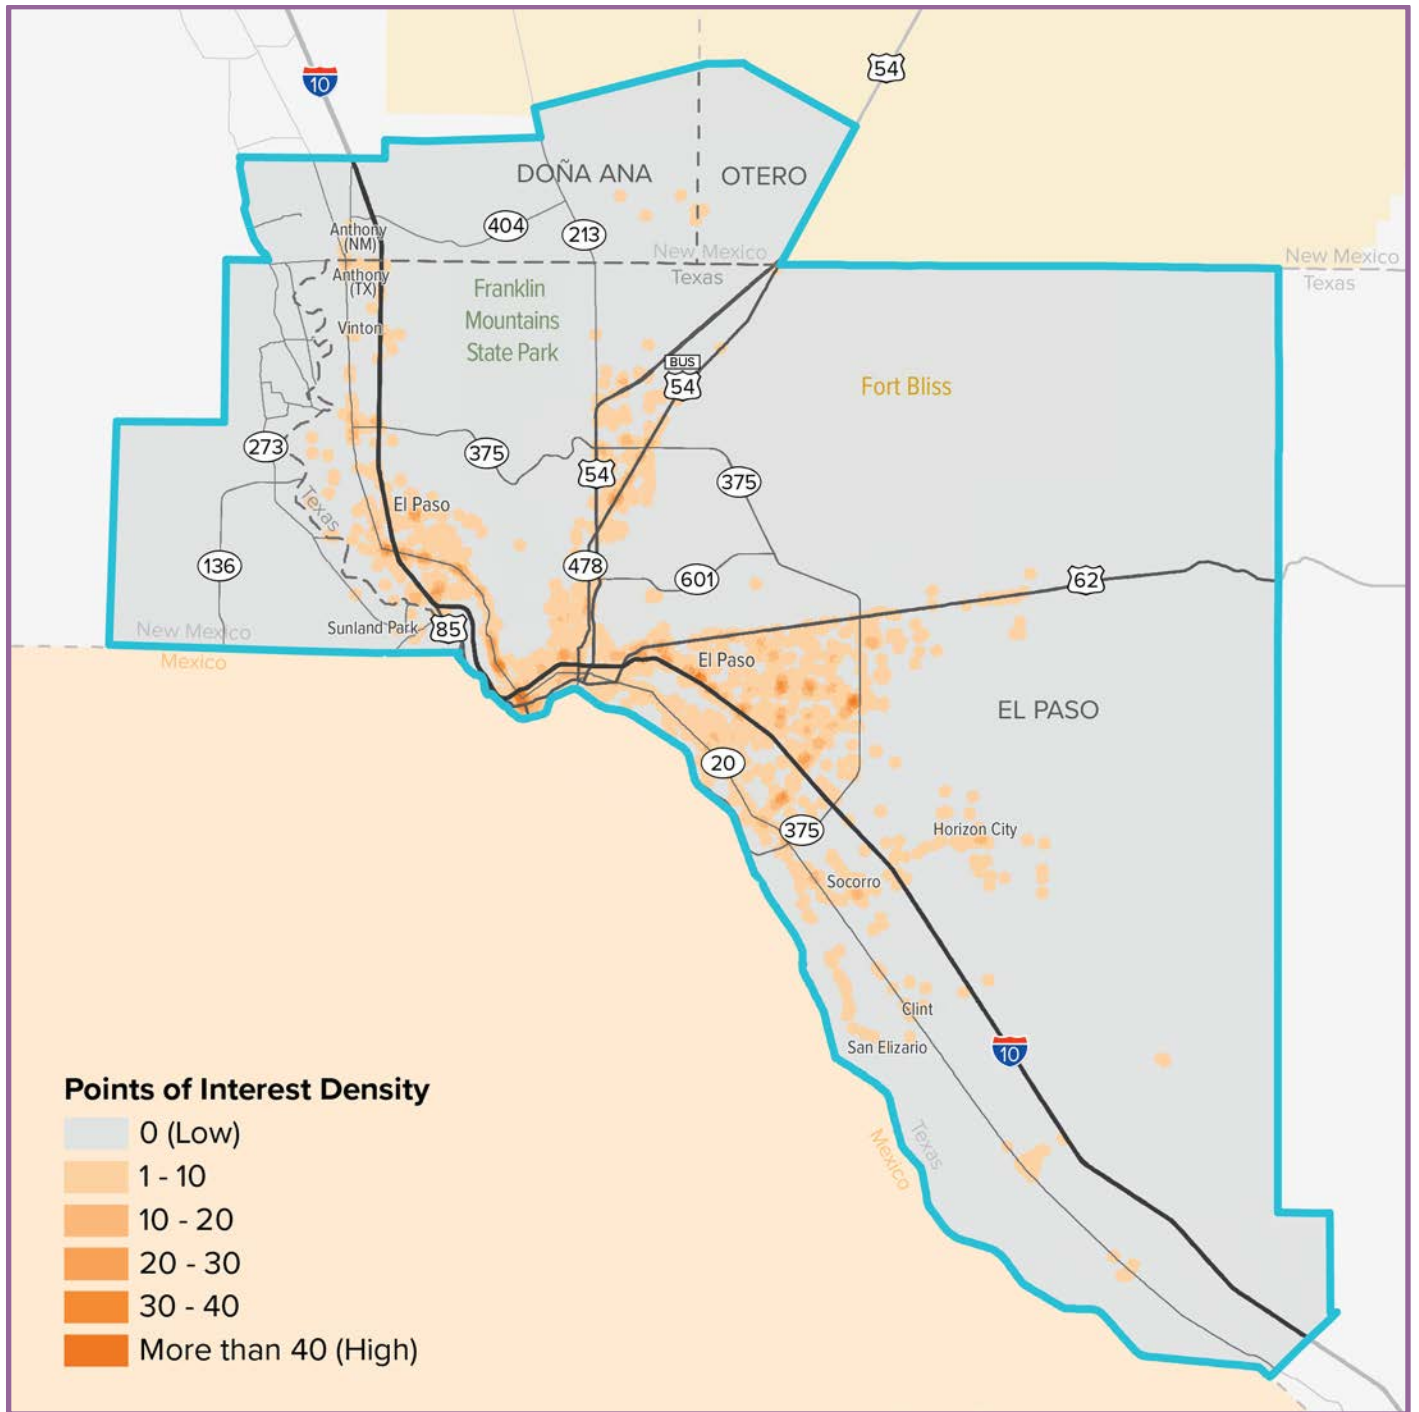 54
10
DOÑA ANA
OTERO
404
213
Anthony
(NM)
New Mexico
Texas
New Mexico
Texas
Anthony
(TX)
Franklin
Mountains
State Park
Vinton
BUS
54
Fort Bliss
273
375
54
375
Texas
El Paso
136
478
601
62
New Mexico
Mexico
Sunland Park
85
El Paso
EL PASO
20
375
Horizon City
Socorro
Clint
San Elizario
10
Texas
Mexico
Points of Interest Density
0 (Low)
1 - 10
10 - 20
20 - 30
30 - 40
More than 40 (High)